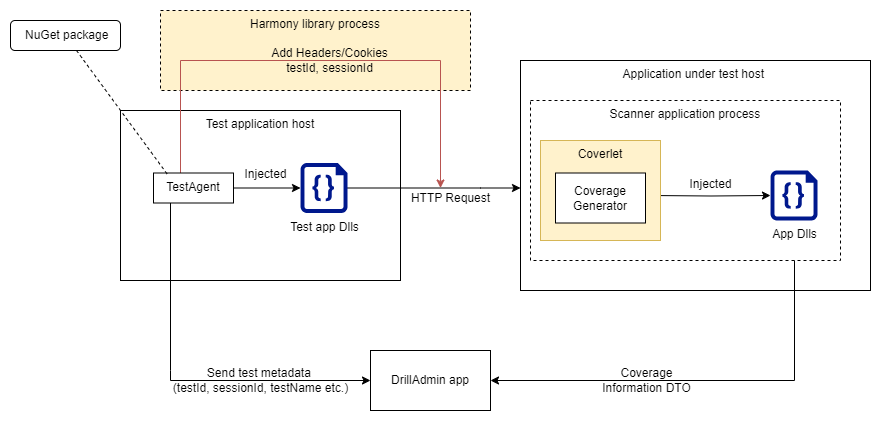 NuGet package
Harmony library process
Add Headers/Cookies
testId, sessionId
Test application host
TestAgent
Injected
{}
Test app Dlls
HTTP Request
Application under test host
Scanner application process
Coverlet
Coverage
Generator
Injected
{}
App Dlls
Send test metadata
(testId, sessionId, testName etc.)
DrillAdmin app
Coverage
Information DTO